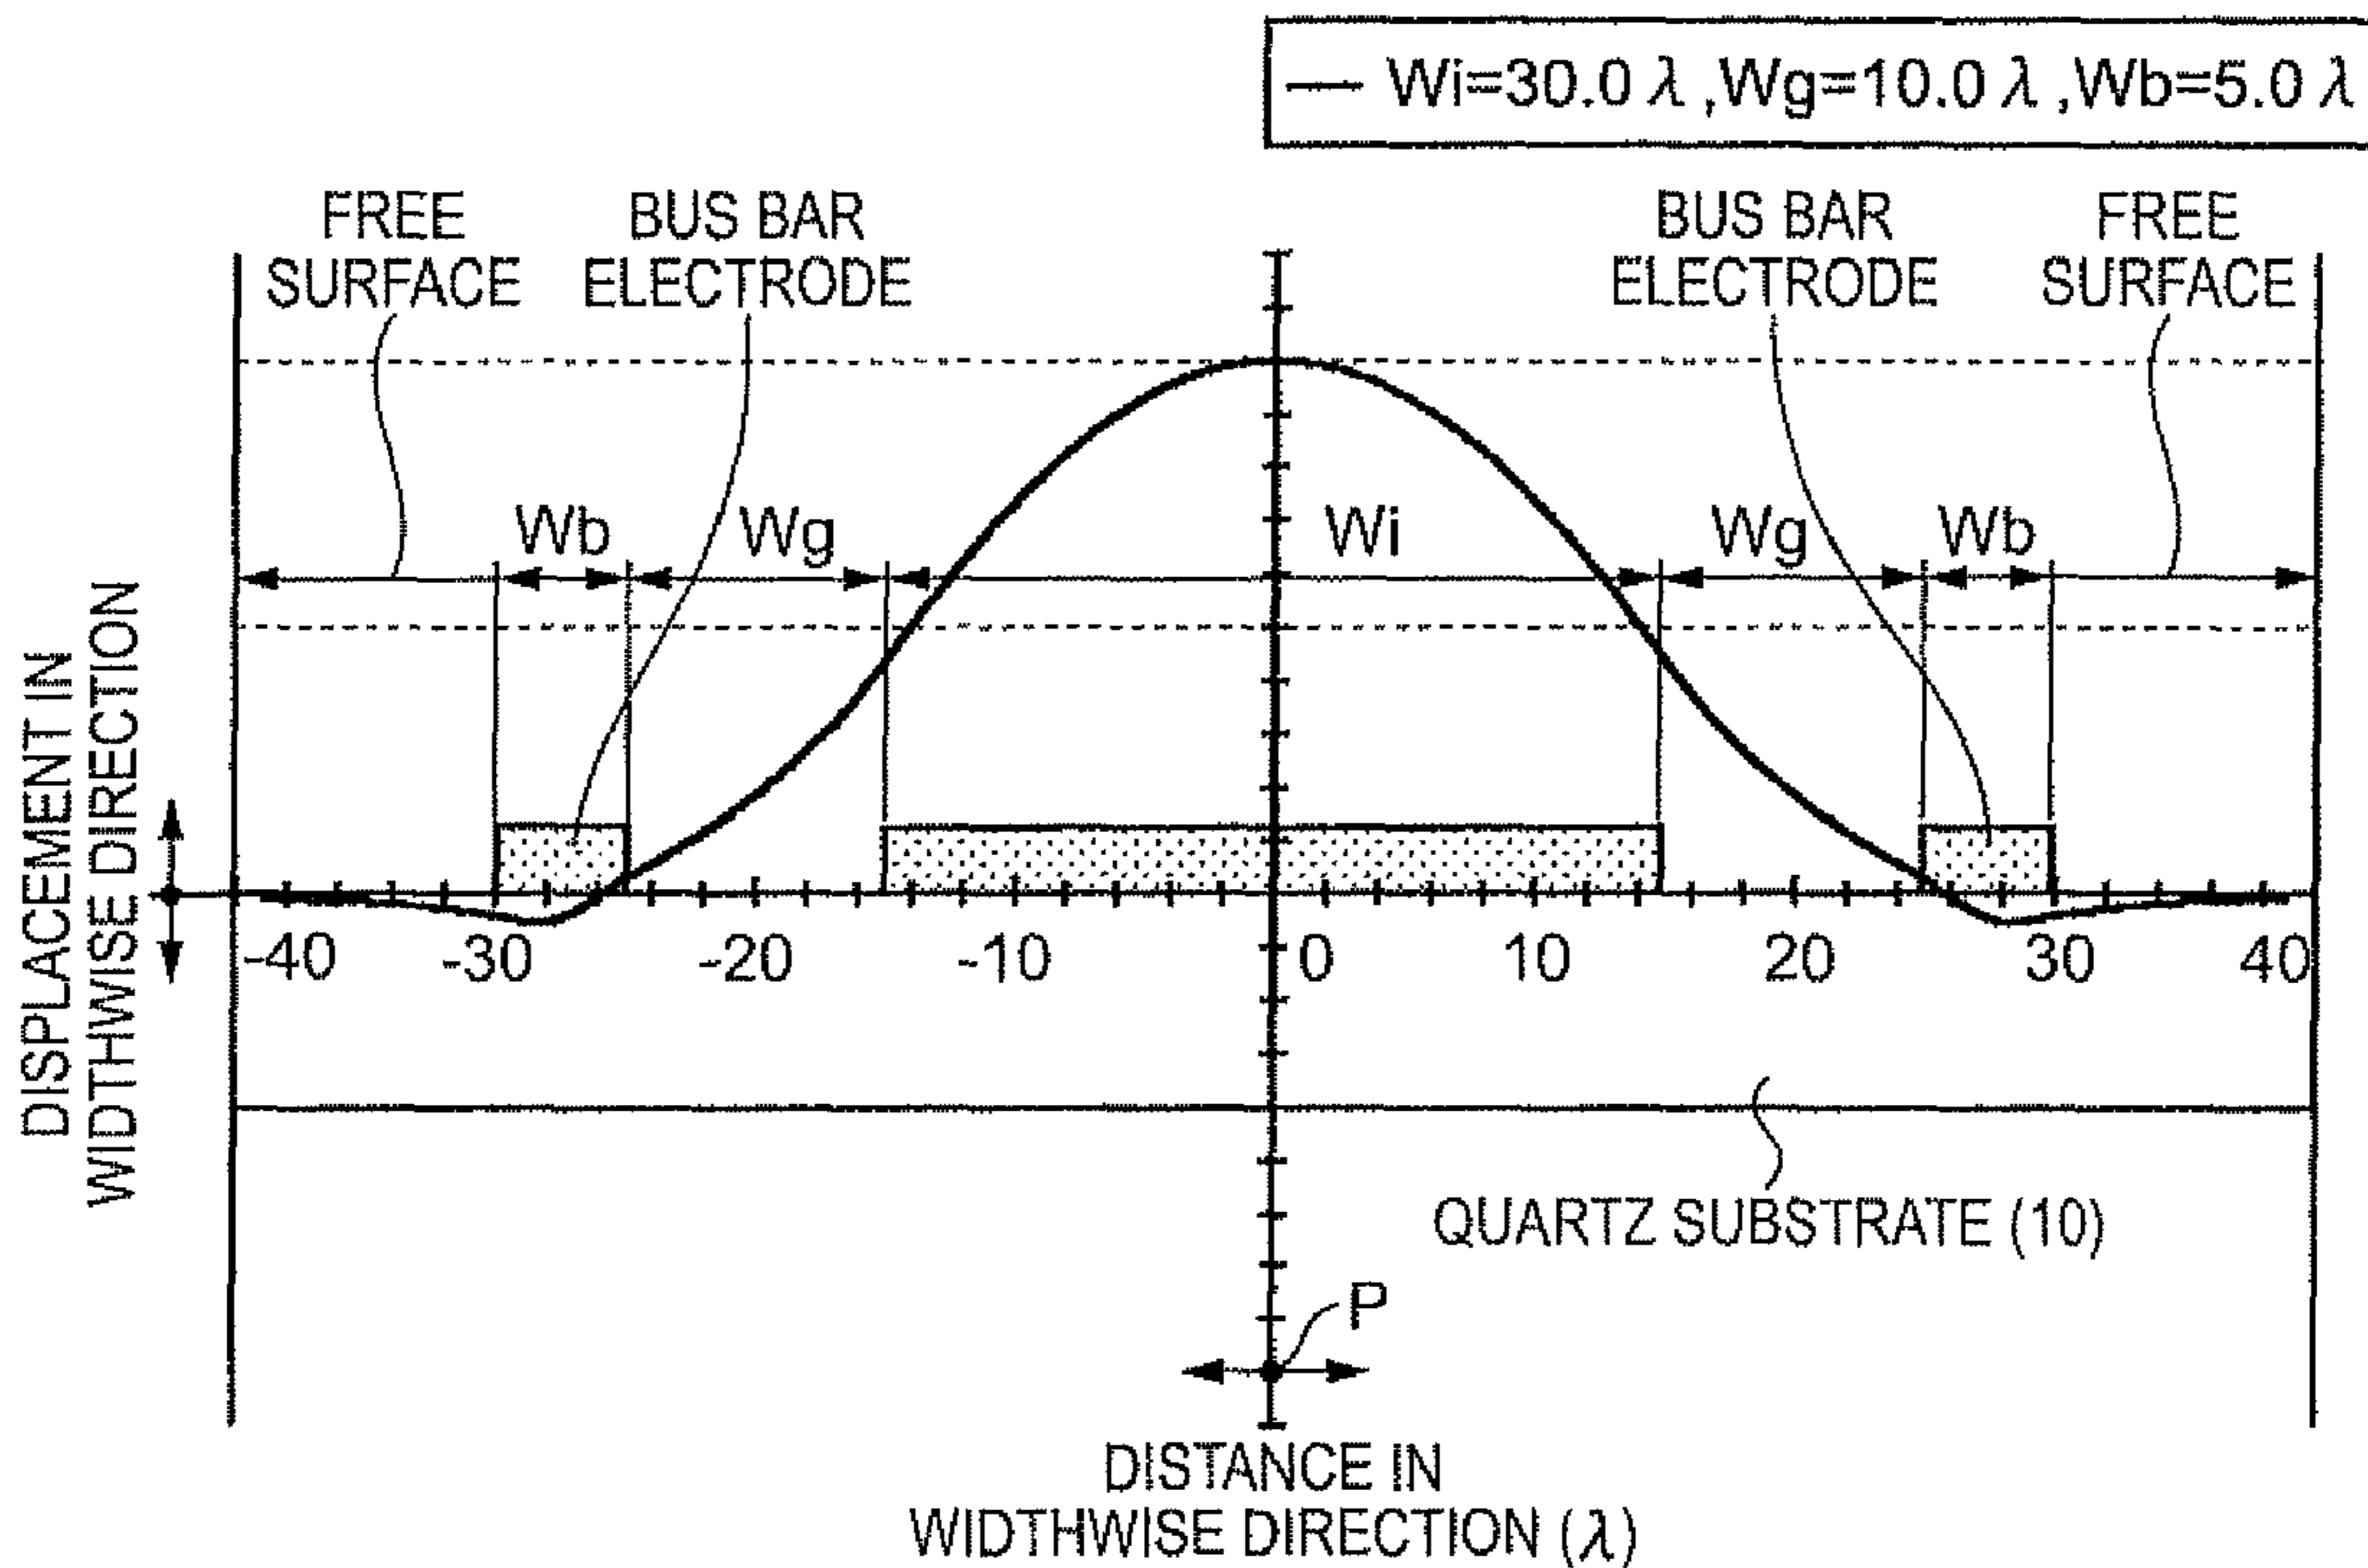 Wi=30.0 λ ,Wg=10.0 λ ,Wb=5.0 λ
FREE
SURFACE
BUS BAR
ELECTRODE
BUS BAR
ELECTRODE
FREE
SURFACE
Wb
Wg
Wi
Wg
Wb
DISPLACEMENT IN
WIDTHWISE DIRECTION
-40
-30
-20
-10
0
10
20
30
40
QUARTZ SUBSTRATE (10)
P
DISTANCE IN
WIDTHWISE DIRECTION (λ)